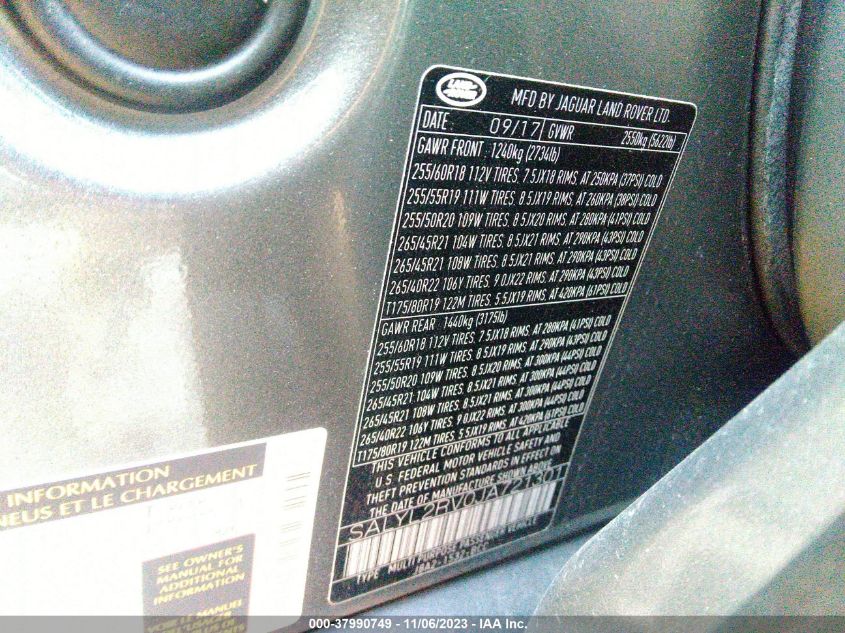 LAND ROVER
MFD BY JAGUAR LAND ROVER LTD.
DATE: 09/17 GVWR 2550kg (5622lb)
GAWR FRONT: 1240kg (2734lb)
255/60R18 112V TIRES. 7.5JX18 RIMS. AT 250KPA (37PSI) COLD
255/55R19 111W TIRES. 8.5JX19 RIMS. AT 260KPA (38PSI) COLD
255/50R20 109W TIRES. 8.5JX20 RIMS. AT 280KPA (41PSI) COLD
265/45R21 104W TIRES. 8.5JX21 RIMS. AT 290KPA (43PSI) COLD
265/45R21 108W TIRES. 8.5JX21 RIMS. AT 290KPA (43PSI) COLD
265/40R22 106Y TIRES. 9.0JX22 RIMS. AT 290KPA (43PSI) COLD
T175/80R19 122M TIRES. 5.5JX19 RIMS. AT 420KPA (61PSI) COLD
GAWR REAR: 1440kg (3175lb)
255/60R18 112V TIRES. 7.5JX18 RIMS. AT 280KPA (41PSI) COLD
255/55R19 111W TIRES. 8.5JX19 RIMS. AT 290KPA (43PSI) COLD
255/50R20 109W TIRES. 8.5JX20 RIMS. AT 300KPA (44PSI) COLD
265/45R21 104W TIRES. 8.5JX21 RIMS. AT 300KPA (44PSI) COLD
265/45R21 108W TIRES. 8.5JX21 RIMS. AT 300KPA (44PSI) COLD
265/40R22 106Y TIRES. 9.0JX22 RIMS. AT 300KPA (44PSI) COLD
T175/80R19 122M TIRES. 5.5JX19 RIMS. AT 420KPA (61PSI) COLD
THIS VEHICLE CONFORMS TO ALL APPLICABLE
U.S. FEDERAL MOTOR VEHICLE SAFETY AND
THEFT PREVENTION STANDARDS IN EFFECT ON
THE DATE OF MANUFACTURE SHOWN ABOVE
SALYL2RV0JA721301
TYPE MULTI PURPOSE PASSENGER VEHICLE
INFORMATION
NEUS ET LE CHARGEMENT
SEE OWNER'S
MANUAL FOR
ADDITIONAL
INFORMATION
VOIR LE MANUEL
000-37990749 — 11/06/2023 — IAA Inc.